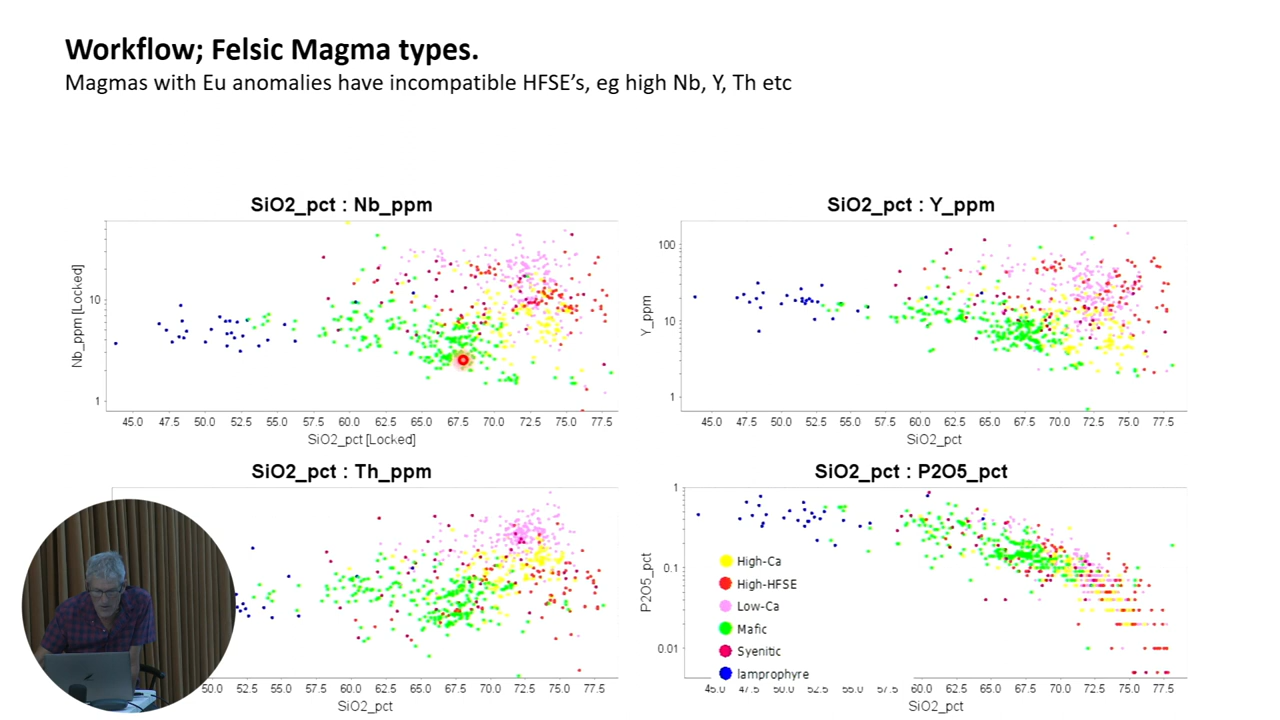 Workflow; Felsic Magma types.
Magmas with Eu anomalies have incompatible HFSE's, eg high Nb, Y, Th etc
SiO2_pct : Nb_ppm
Nb_ppm [Locked]
10
1
45.0 47.5 50.0 52.5 55.0 57.5 60.0 62.5 65.0 67.5 70.0 72.5 75.0 77.5
SiO2_pct [Locked]
SiO2_pct : Y_ppm
Y_ppm
100
10
1
45.0 47.5 50.0 52.5 55.0 57.5 60.0 62.5 65.0 67.5 70.0 72.5 75.0 77.5
SiO2_pct
SiO2_pct : Th_ppm
50.0 52.5 55.0 57.5 60.0 62.5 65.0 67.5 70.0 72.5 75.0 77.5
SiO2_pct
SiO2_pct : P2O5_pct
P2O5_pct
1
0.1
0.01
High-Ca
High-HFSE
Low-Ca
Mafic
Syenitic
lamprophyre
45.0 47.5 50.0 52.5 55.0 57.5 60.0 62.5 65.0 67.5 70.0 72.5 75.0 77.5
SiO2_pct